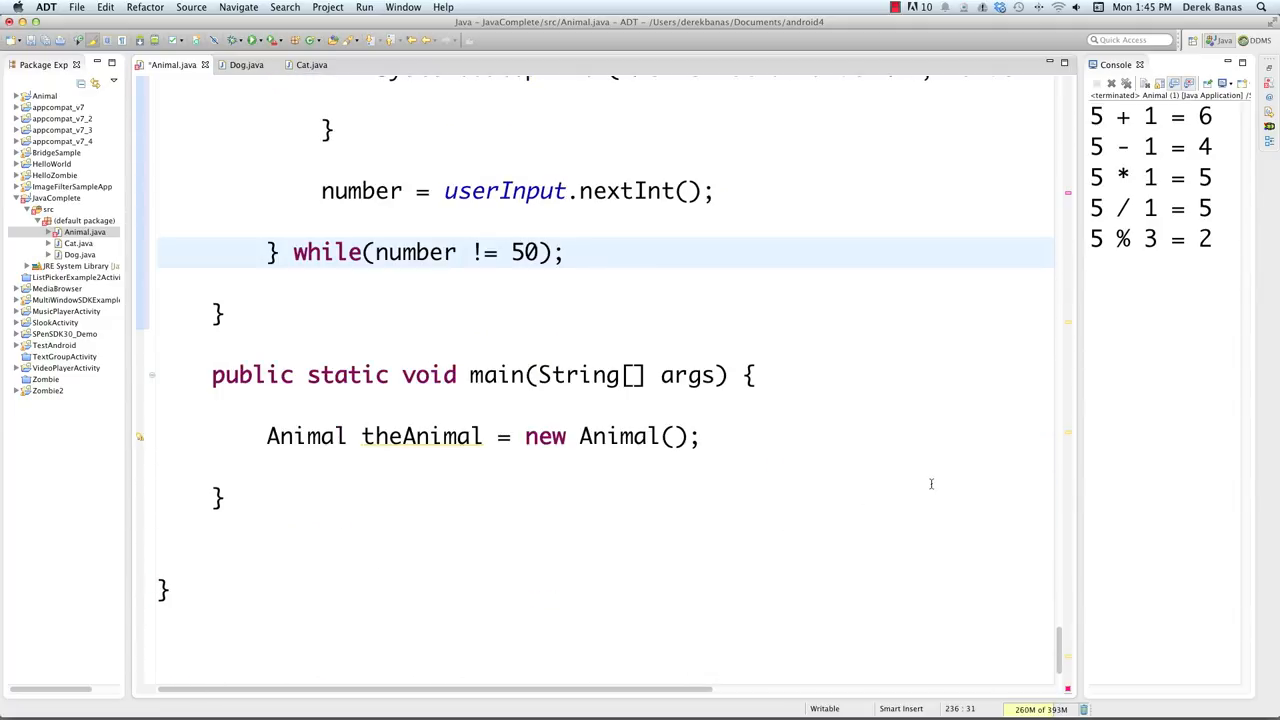 ADT File Edit Refactor Source Navigate Search Project Run Window Help 10 Mon 1:45 PM Derek Banas
Java - JavaComplete/src/Animal.java - ADT - /Users/derekbanas/Documents/android4
Quick Access Java DDMS
Package Exp
*Animal.java Dog.java Cat.java
Console
<terminated> Animal (1) [Java Application] /S
Animal
appcompat_v7
appcompat_v7_2
appcompat_v7_3
appcompat_v7_4
BridgeSample
HelloWorld
HelloZombie
ImageFilterSampleApp
JavaComplete
src
(default package)
Animal.java
Cat.java
Dog.java
JRE System Library [Ja
ListPickerExample2Activi
MediaBrowser
MultiWindowSDKExample
MusicPlayerActivity
SlookActivity
SPenSDK30_Demo
TestAndroid
TextGroupActivity
VideoPlayerActivity
Zombie
Zombie2
}
number = userInput.nextInt();
} while(number != 50);
}
public static void main(String[] args) {
Animal theAnimal = new Animal();
}
}
5 + 1 = 6
5 - 1 = 4
5 * 1 = 5
5 / 1 = 5
5 % 3 = 2
Writable Smart Insert 236 : 31 260M of 393M